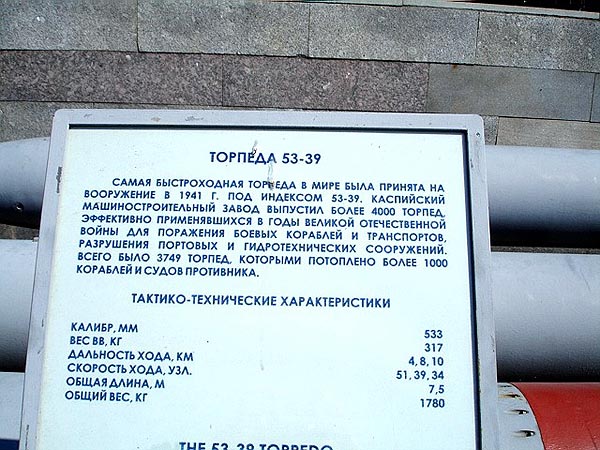 ТОРПЕДА 53-39
САМАЯ БЫСТРОХОДНАЯ ТОРПЕДА В МИРЕ БЫЛА ПРИНЯТА НА
ВООРУЖЕНИЕ В 1941 Г. ПОД ИНДЕКСОМ 53-39. КАСПИЙСКИЙ
МАШИНОСТРОИТЕЛЬНЫЙ ЗАВОД ВЫПУСТИЛ БОЛЕЕ 4000 ТОРПЕД,
ЭФФЕКТИВНО ПРИМЕНЯВШИХСЯ В ГОДЫ ВЕЛИКОЙ ОТЕЧЕСТВЕННОЙ
ВОЙНЫ ДЛЯ ПОРАЖЕНИЯ БОЕВЫХ КОРАБЛЕЙ И ТРАНСПОРТОВ,
РАЗРУШЕНИЯ ПОРТОВЫХ И ГИДРОТЕХНИЧЕСКИХ СООРУЖЕНИЙ.
ВСЕГО БЫЛО 3749 ТОРПЕД, КОТОРЫМИ ПОТОПЛЕНО БОЛЕЕ 1000
КОРАБЛЕЙ И СУДОВ ПРОТИВНИКА.
ТАКТИКО-ТЕХНИЧЕСКИЕ ХАРАКТЕРИСТИКИ
КАЛИБР, ММ 533
ВЕС ВВ, КГ 317
ДАЛЬНОСТЬ ХОДА, КМ 4, 8, 10
СКОРОСТЬ ХОДА, УЗЛ. 51, 39, 34
ОБЩАЯ ДЛИНА, М 7,5
ОБЩИЙ ВЕС, КГ 1780
THE 53-39 TORPEDO